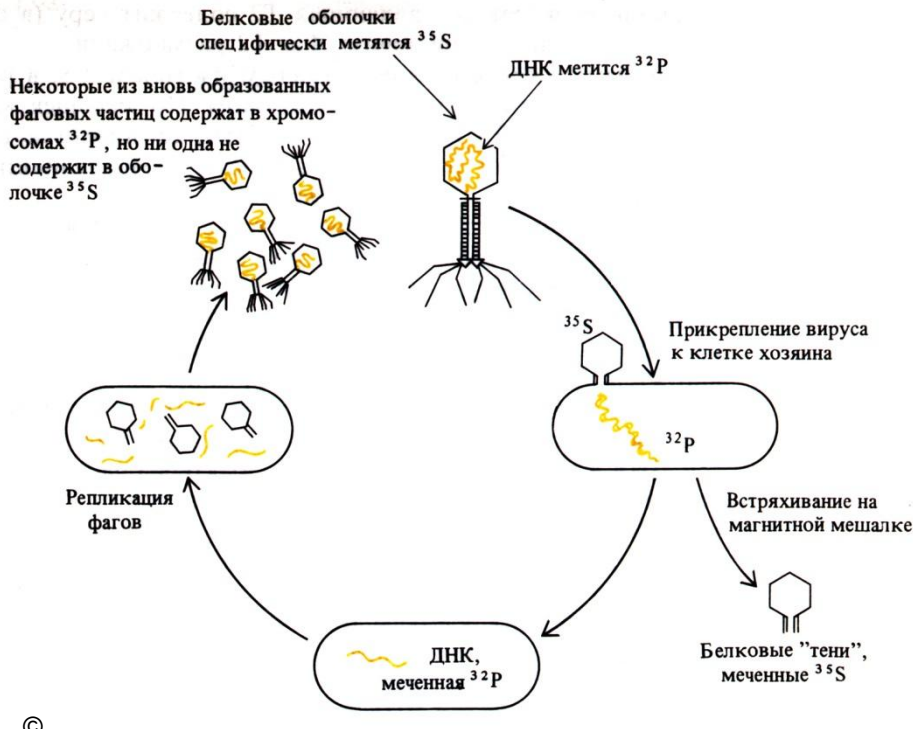 Белковые оболочки
специфически метятся ³⁵S
ДНК метится ³²P
Некоторые из вновь образованных
фаговых частиц содержат в хромо-
сомах ³²P, но ни одна не
содержит в обо-
лочке ³⁵S
³⁵S
Прикрепление вируса
к клетке хозяина
³²P
Репликация
фагов
Встряхивание на
магнитной мешалке
ДНК,
меченная ³²P
Белковые "тени",
меченные ³⁵S
©